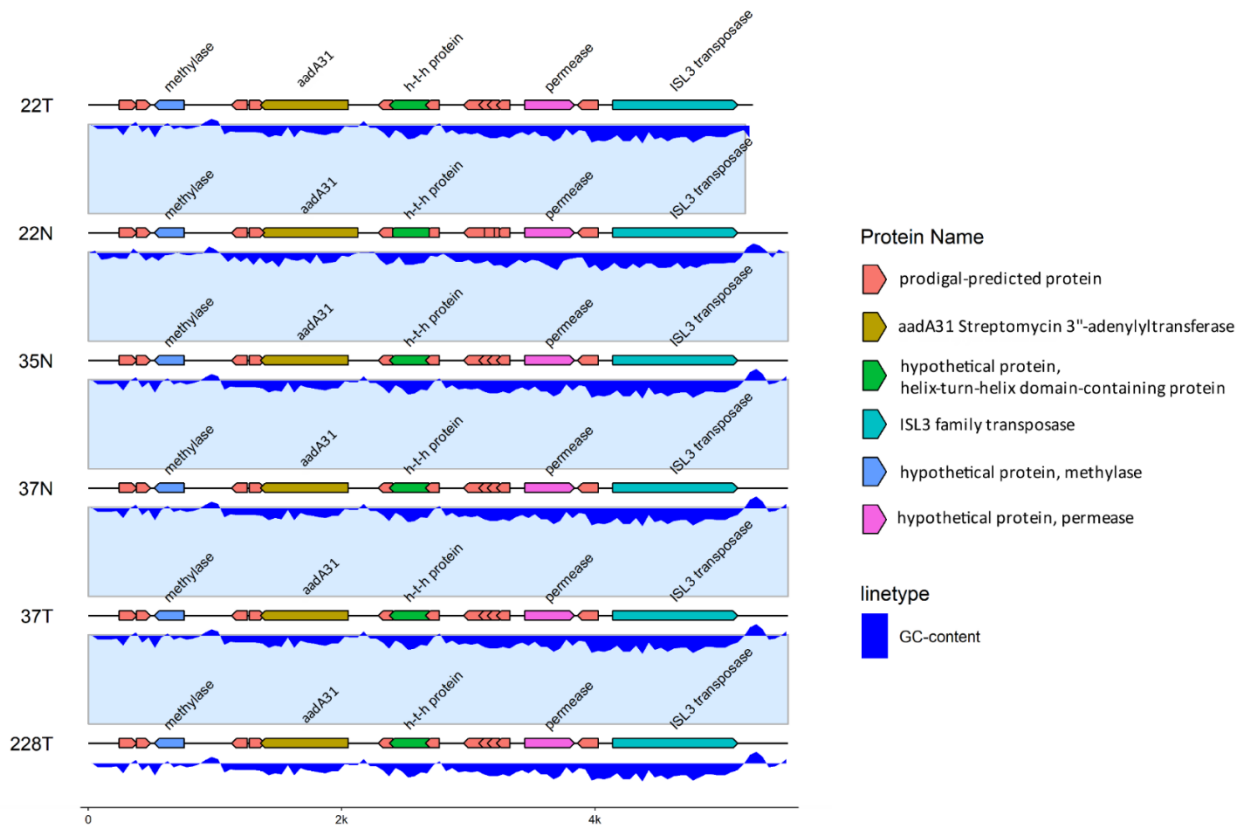 methylase
aadA31
h-t-h protein
permease
ISL3 transposase
22T
methylase
aadA31
h-t-h protein
permease
ISL3 transposase
22N
methylase
aadA31
h-t-h protein
permease
ISL3 transposase
35N
methylase
aadA31
h-t-h protein
permease
ISL3 transposase
37N
methylase
aadA31
h-t-h protein
permease
ISL3 transposase
37T
methylase
aadA31
h-t-h protein
permease
ISL3 transposase
228T
0
2k
4k
Protein Name
prodigal-predicted protein
aadA31 Streptomycin 3"-adenylyltransferase
hypothetical protein,
helix-turn-helix domain-containing protein
ISL3 family transposase
hypothetical protein, methylase
hypothetical protein, permease
linetype
GC-content